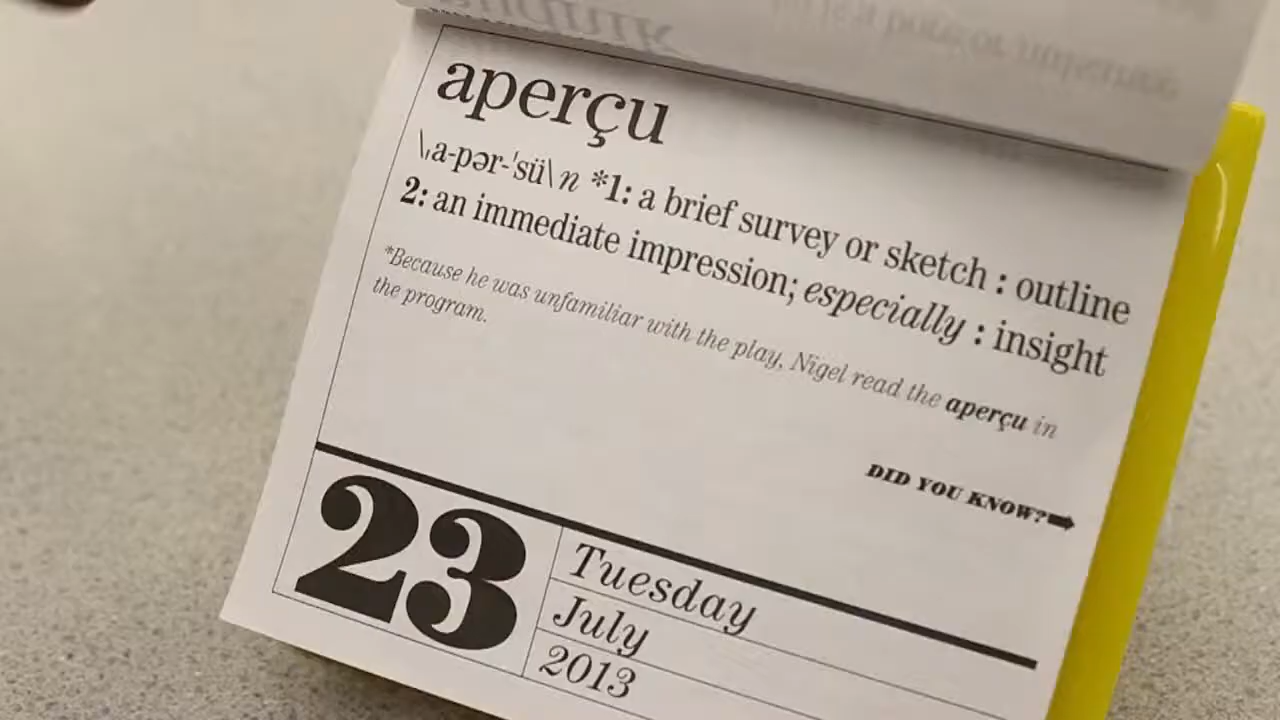 aperçu
\ˌa-pər-ˈsü\ n *1: a brief survey or sketch : outline
2: an immediate impression; especially : insight
*Because he was unfamiliar with the play, Nigel read the aperçu in
the program.
DID YOU KNOW?➡
23
Tuesday
July
2013